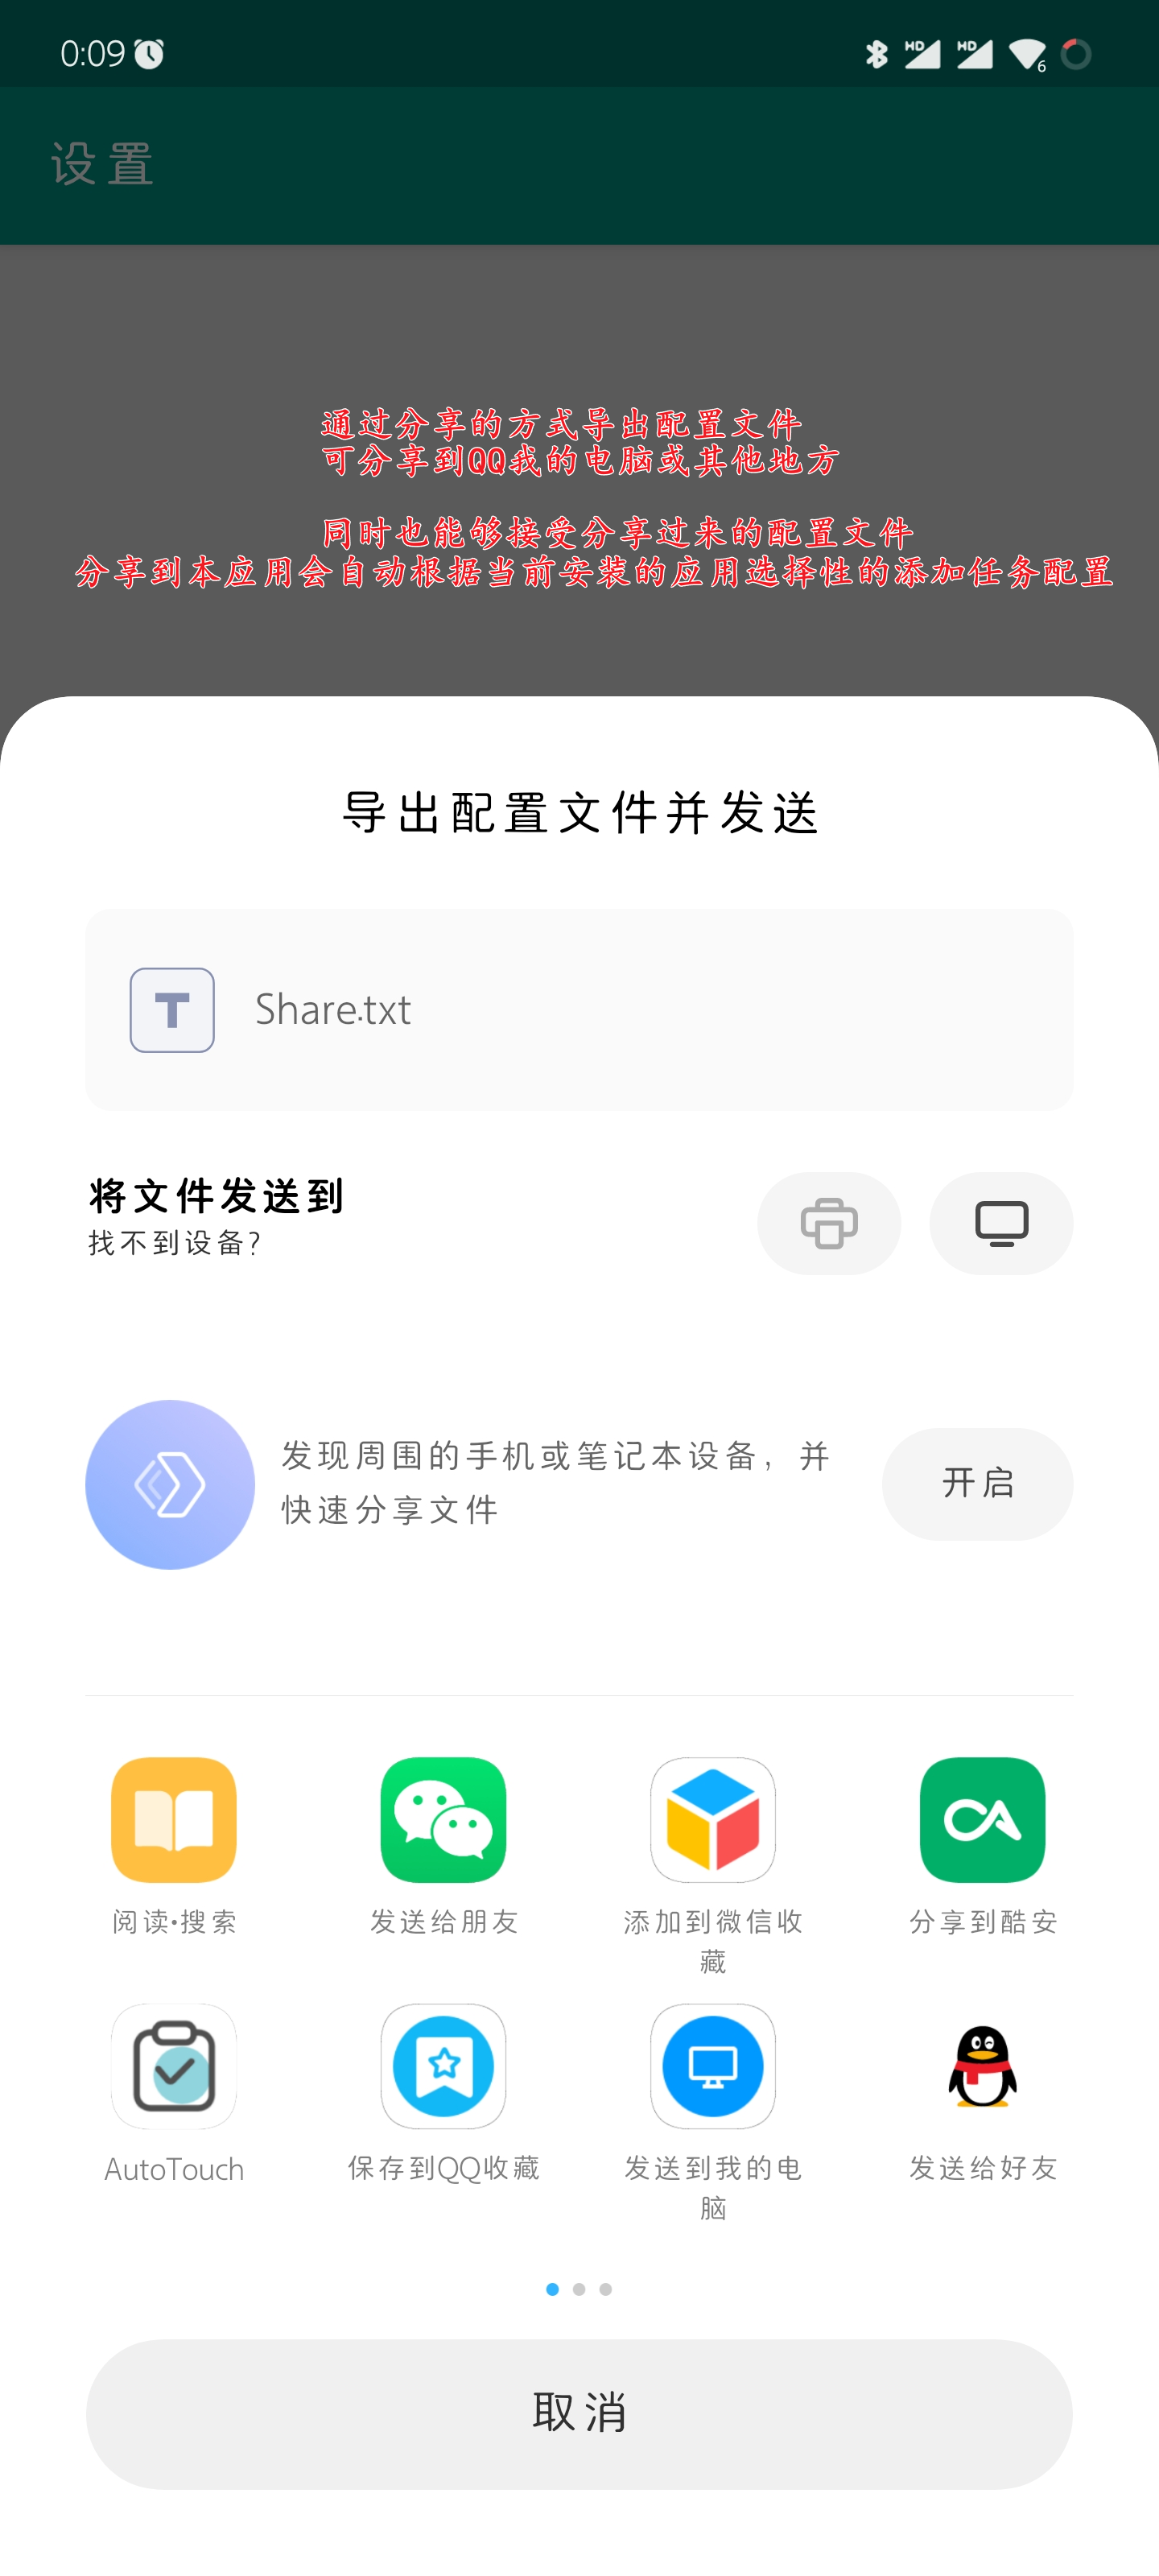 0:09
HD HD 6
设置
通过分享的方式导出配置文件
可分享到QQ我的电脑或其他地方
同时也能够接受分享过来的配置文件
分享到本应用会自动根据当前安装的应用选择性的添加任务配置
导出配置文件并发送
T Share.txt
将文件发送到
找不到设备?
发现周围的手机或笔记本设备，并
快速分享文件
开启
阅读·搜索 发送给朋友 添加到微信收
藏 分享到酷安
AutoTouch 保存到QQ收藏 发送到我的电
脑 发送给好友
取消